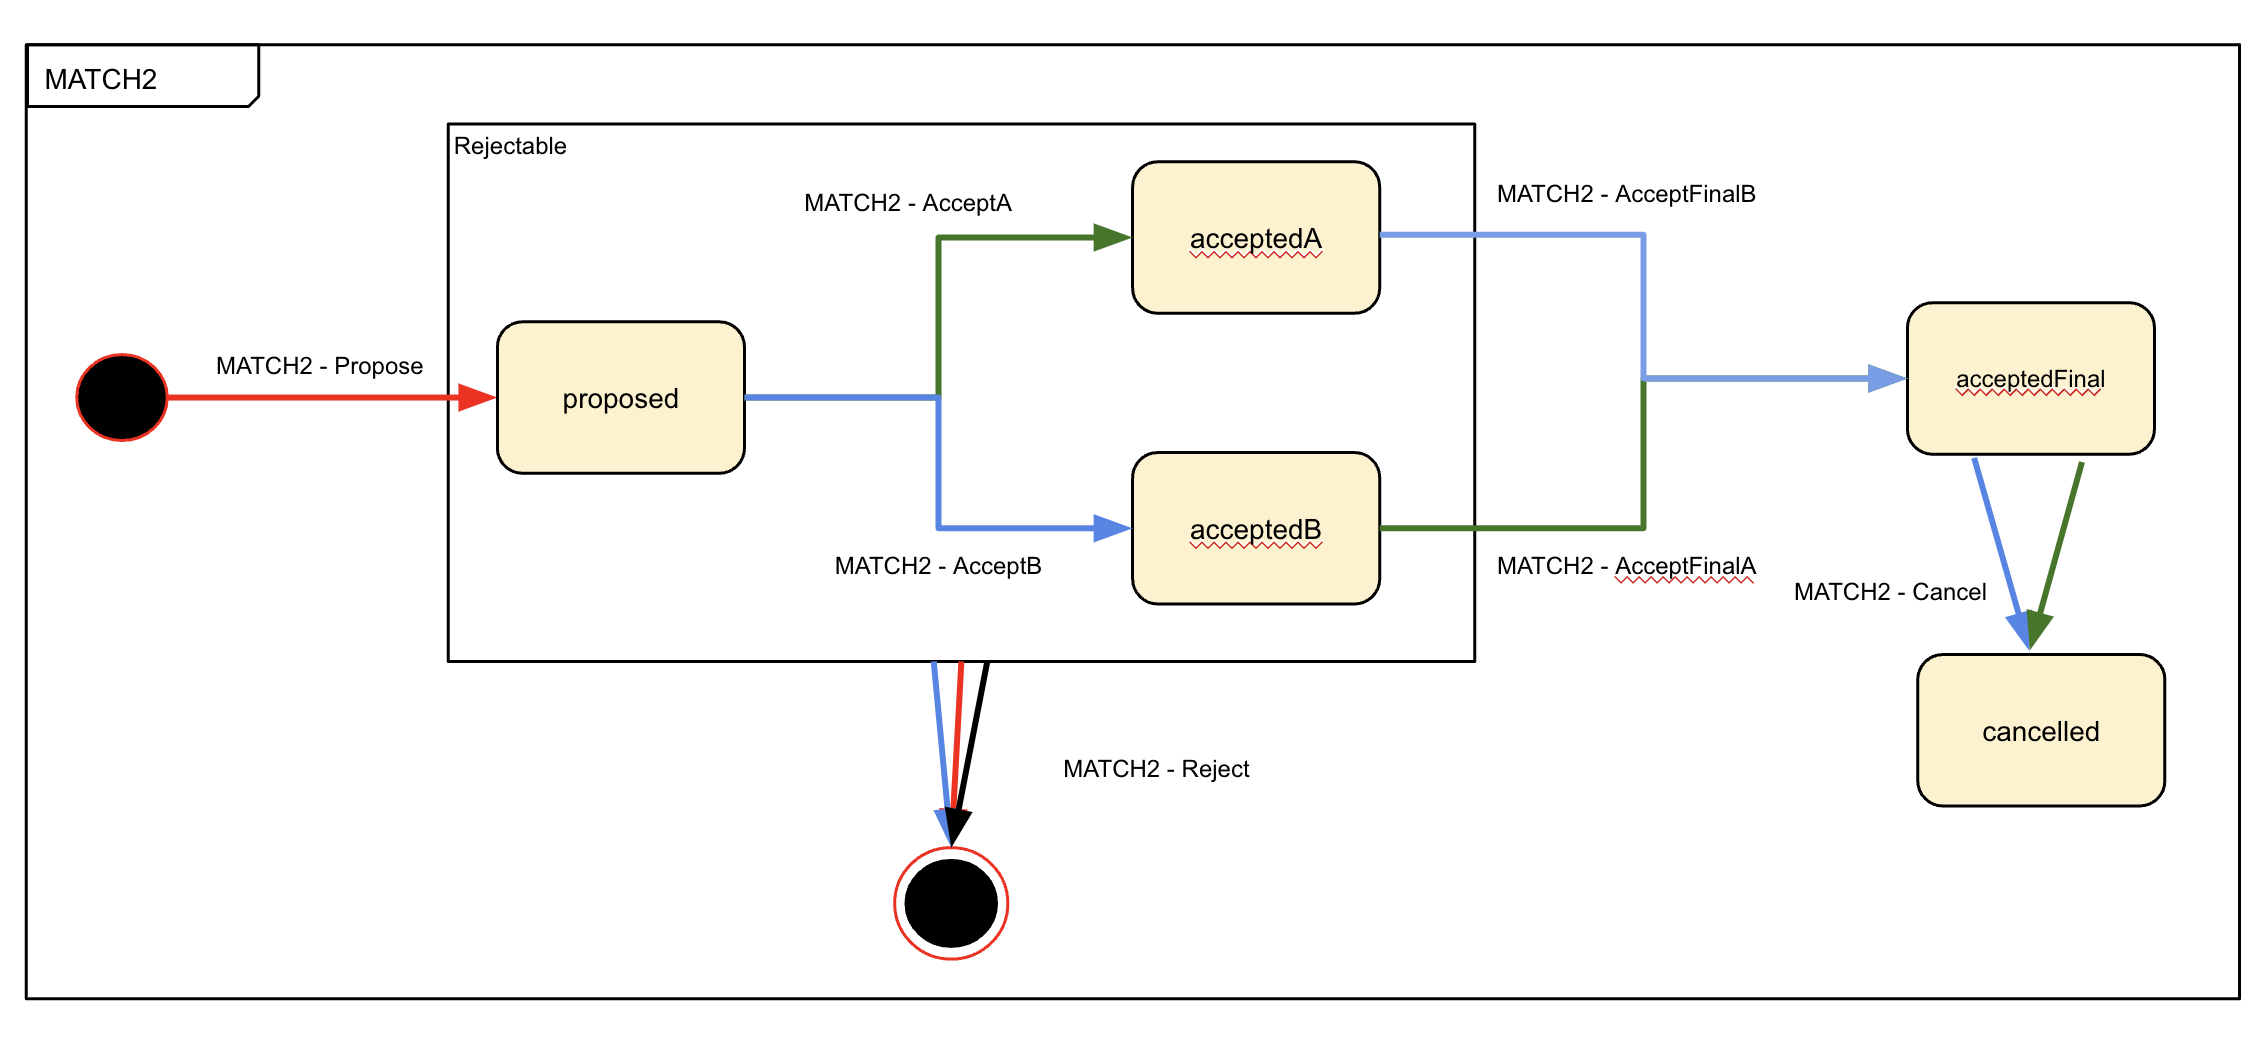 MATCH2
Rejectable
MATCH2 - AcceptA
acceptedA
MATCH2 - AcceptFinalB
MATCH2 - Propose
proposed
acceptedFinal
acceptedB
MATCH2 - AcceptB
MATCH2 - AcceptFinalA
MATCH2 - Cancel
cancelled
MATCH2 - Reject